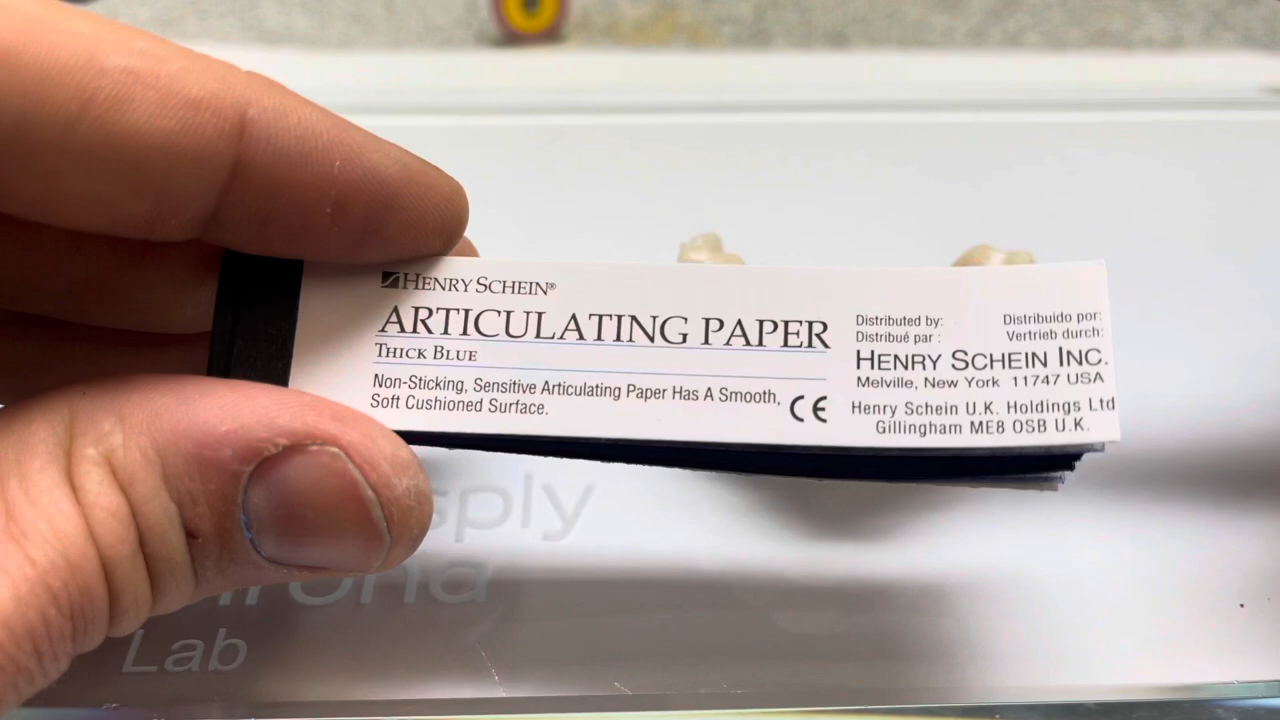 HENRY SCHEIN®
ARTICULATING PAPER
THICK BLUE
Non-Sticking, Sensitive Articulating Paper Has A Smooth,
Soft Cushioned Surface.
CE
Distributed by:
Distribué par :
Distribuido por:
Vertrieb durch:
HENRY SCHEIN INC.
Melville, New York 11747 USA
Henry Schein U.K. Holdings Ltd
Gillingham ME8 OSB U.K.
Lab